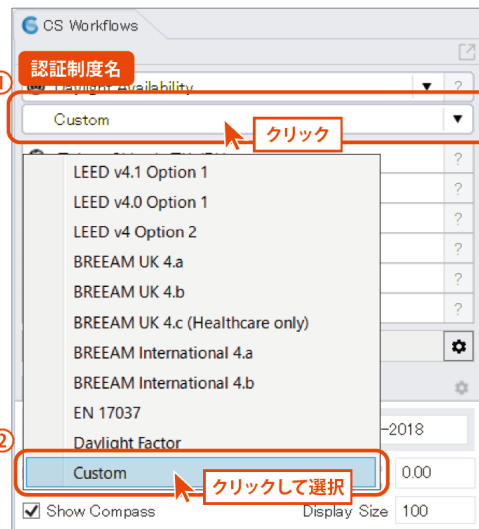 CS Workflows
認証制度名
①
Daylight Availability
?
Custom
クリック
?
LEED v4.1 Option 1
?
LEED v4.0 Option 1
?
LEED v4 Option 2
?
BREEAM UK 4.a
?
BREEAM UK 4.b
?
BREEAM UK 4.c (Healthcare only)
BREEAM International 4.a
BREEAM International 4.b
EN 17037
-2018
Daylight Factor
②
Custom
0.00
クリックして選択
Show Compass
Display Size
100